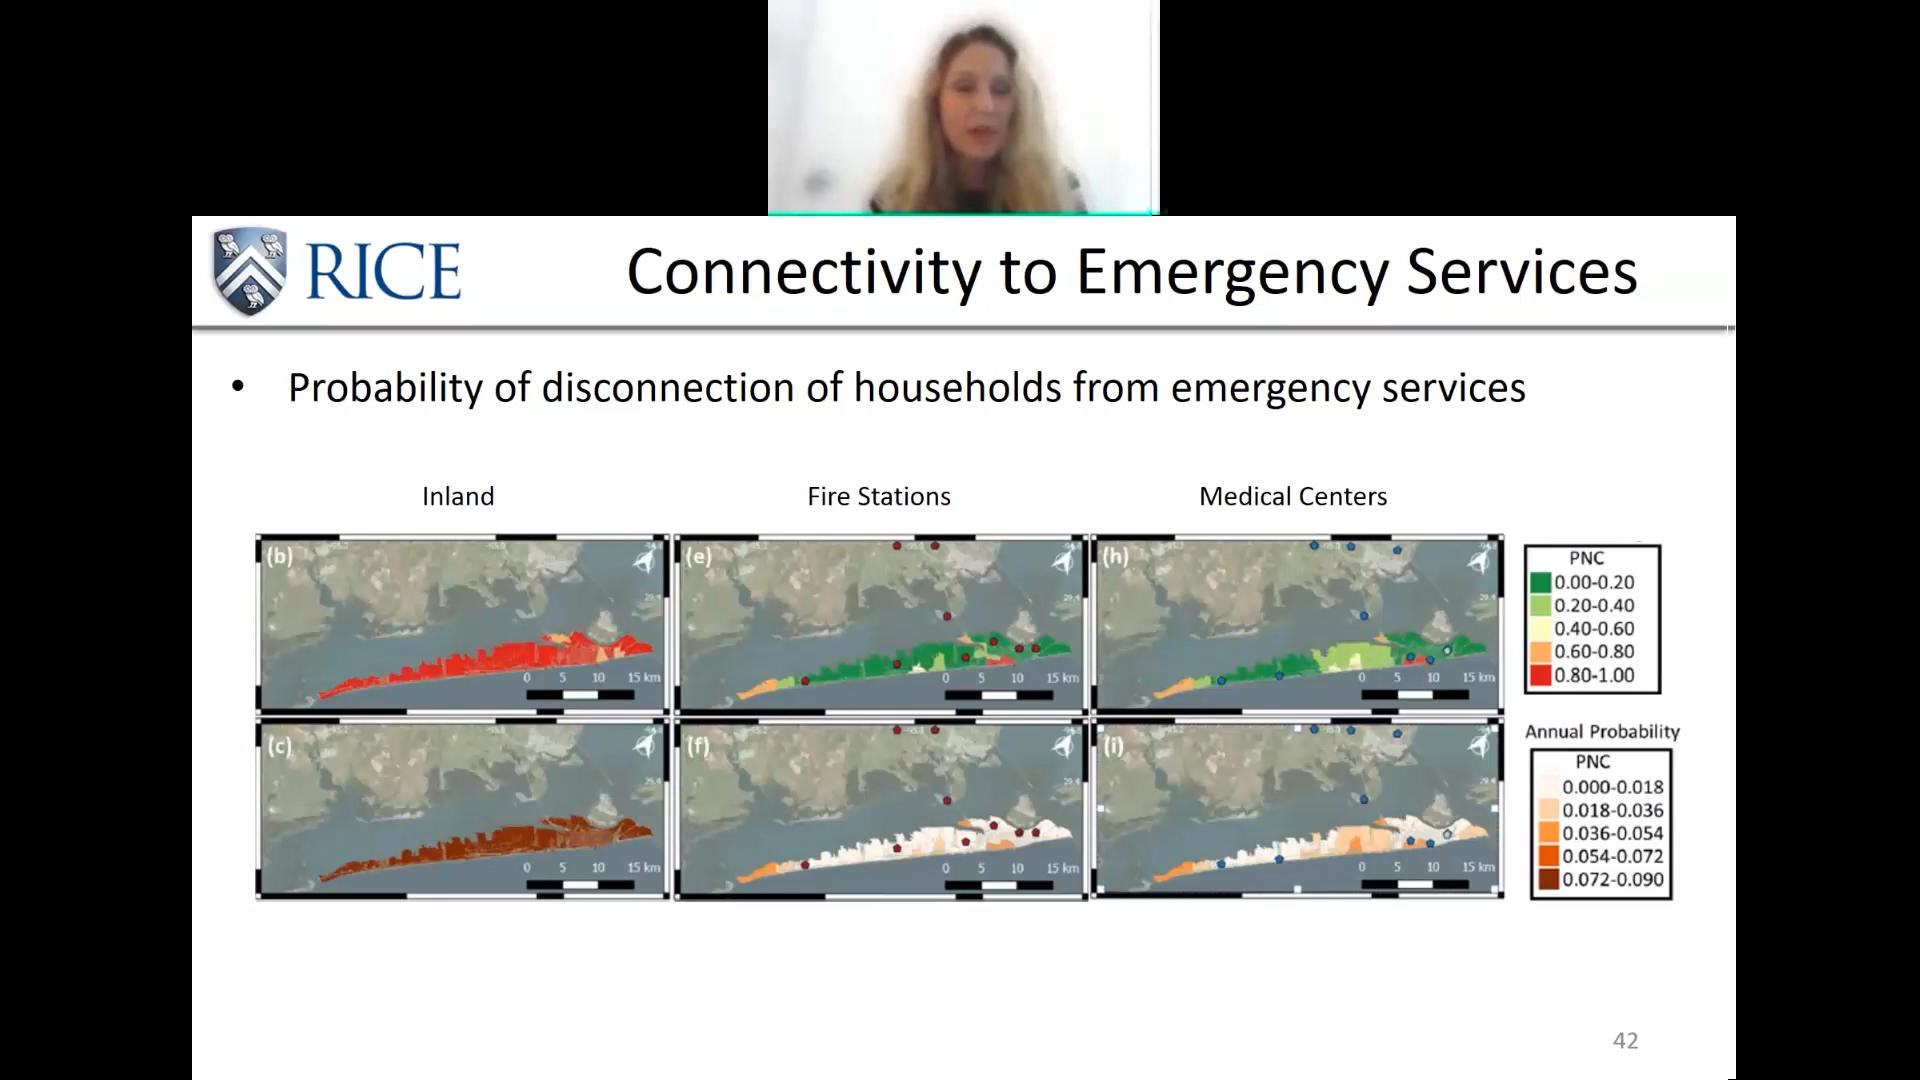 RICE
Connectivity to Emergency Services
• Probability of disconnection of households from emergency services
Inland
Fire Stations
Medical Centers
(b)
0 5 10 15 km
(e)
0 5 10 15 km
(h)
0 5 10 15 km
PNC
0.00-0.20
0.20-0.40
0.40-0.60
0.60-0.80
0.80-1.00
(c)
0 5 10 15 km
(f)
0 5 10 15 km
(i)
0 5 10 15 km
Annual Probability
PNC
0.000-0.018
0.018-0.036
0.036-0.054
0.054-0.072
0.072-0.090
42